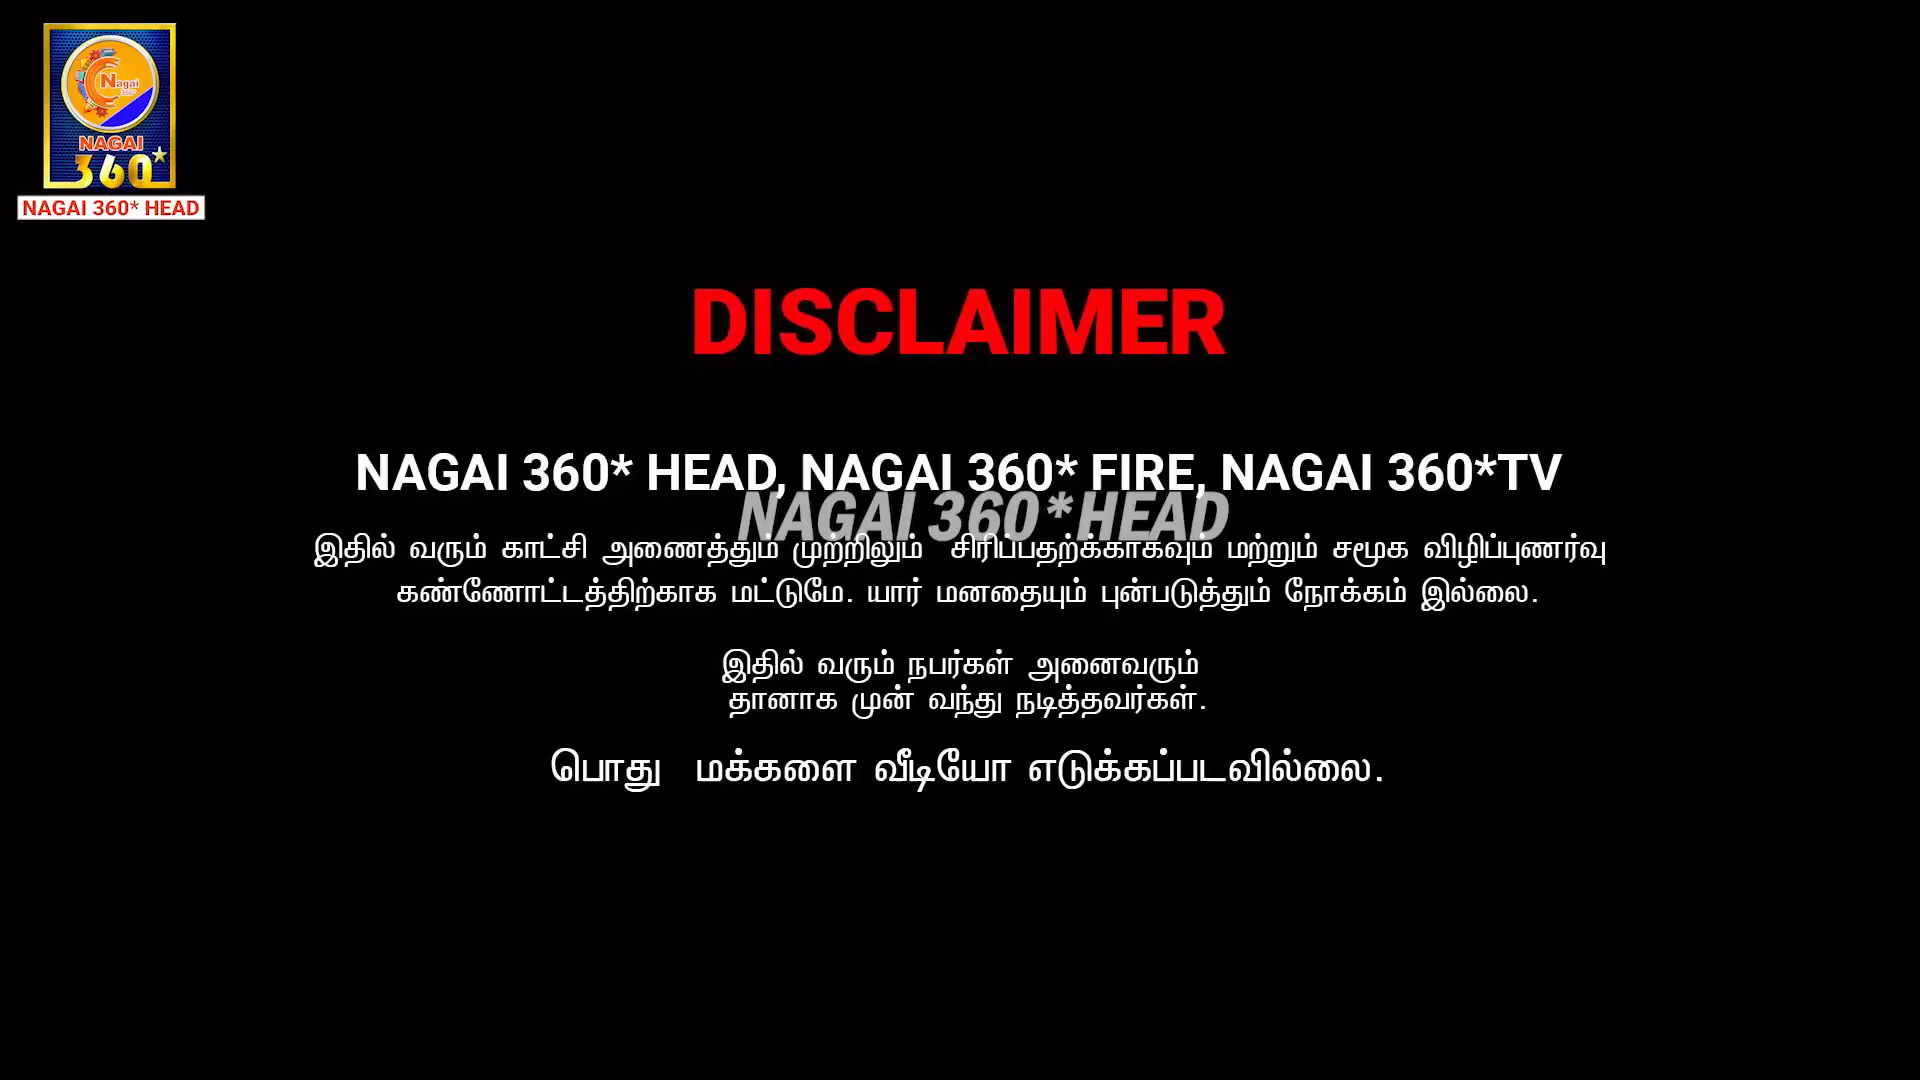 Nagai
360*
NAGAI
360*
NAGAI 360* HEAD
DISCLAIMER
NAGAI 360* HEAD, NAGAI 360* FIRE, NAGAI 360*TV
NAGAI 360*HEAD
இதில் வரும் காட்சி அணைத்தும் முற்றிலும் சிரிப்பதற்க்காகவும் மற்றும் சமூக விழிப்புணர்வு
கண்ணோட்டத்திற்காக மட்டுமே. யார் மனதையும் புன்படுத்தும் நோக்கம் இல்லை.
இதில் வரும் நபர்கள் அனைவரும்
தானாக முன் வந்து நடித்தவர்கள்.
பொது மக்களை வீடியோ எடுக்கப்படவில்லை.